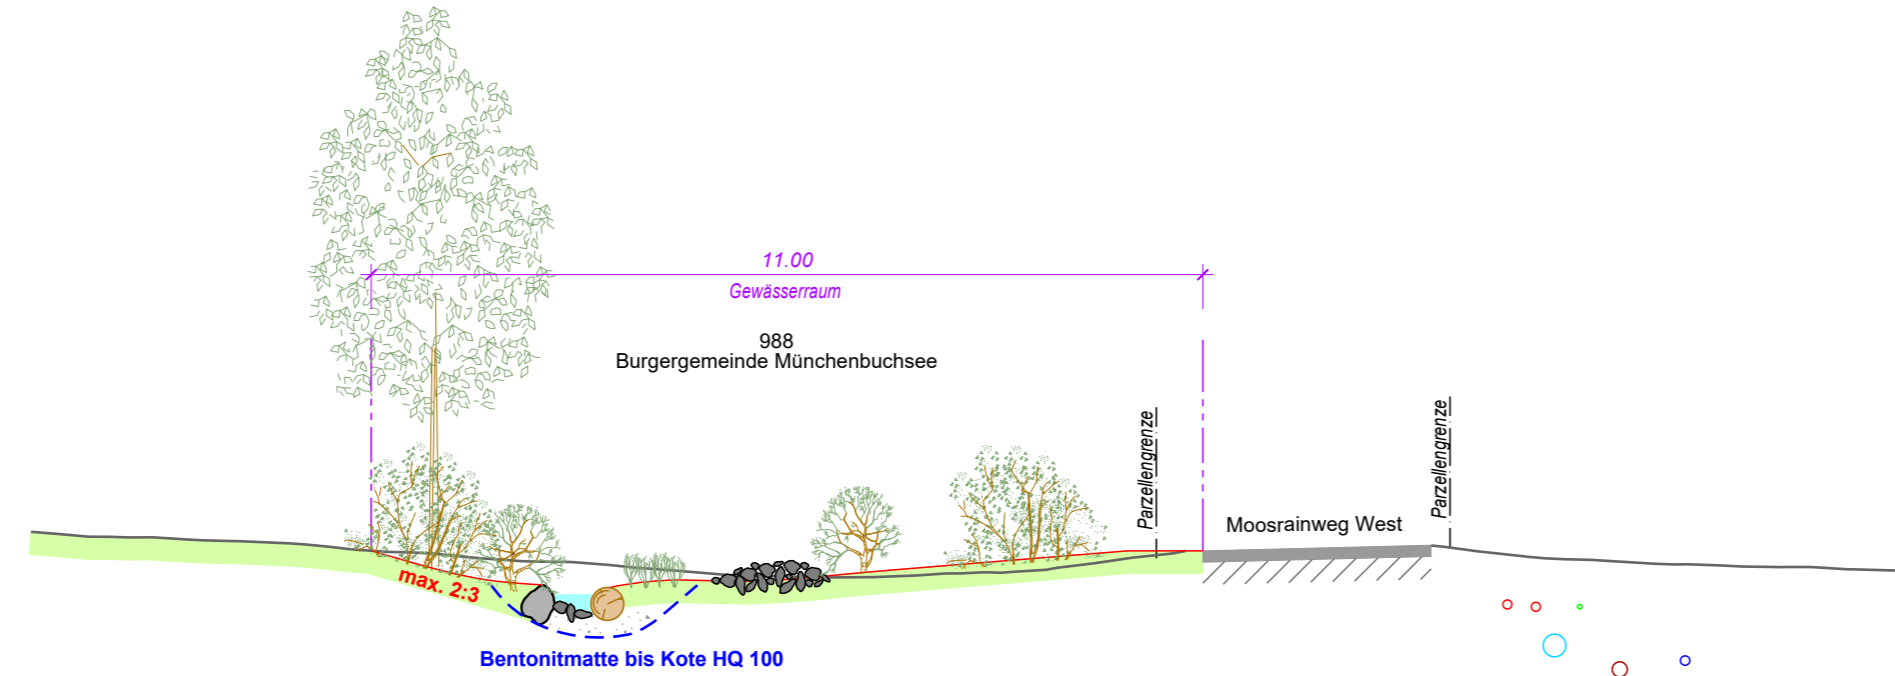 11.00
Gewässerraum
988
Burgergemeinde Münchenbuchsee
Parzellengrenze
Parzellengrenze
Moosrainweg West
max. 2:3
Bentonitmatte bis Kote HQ 100